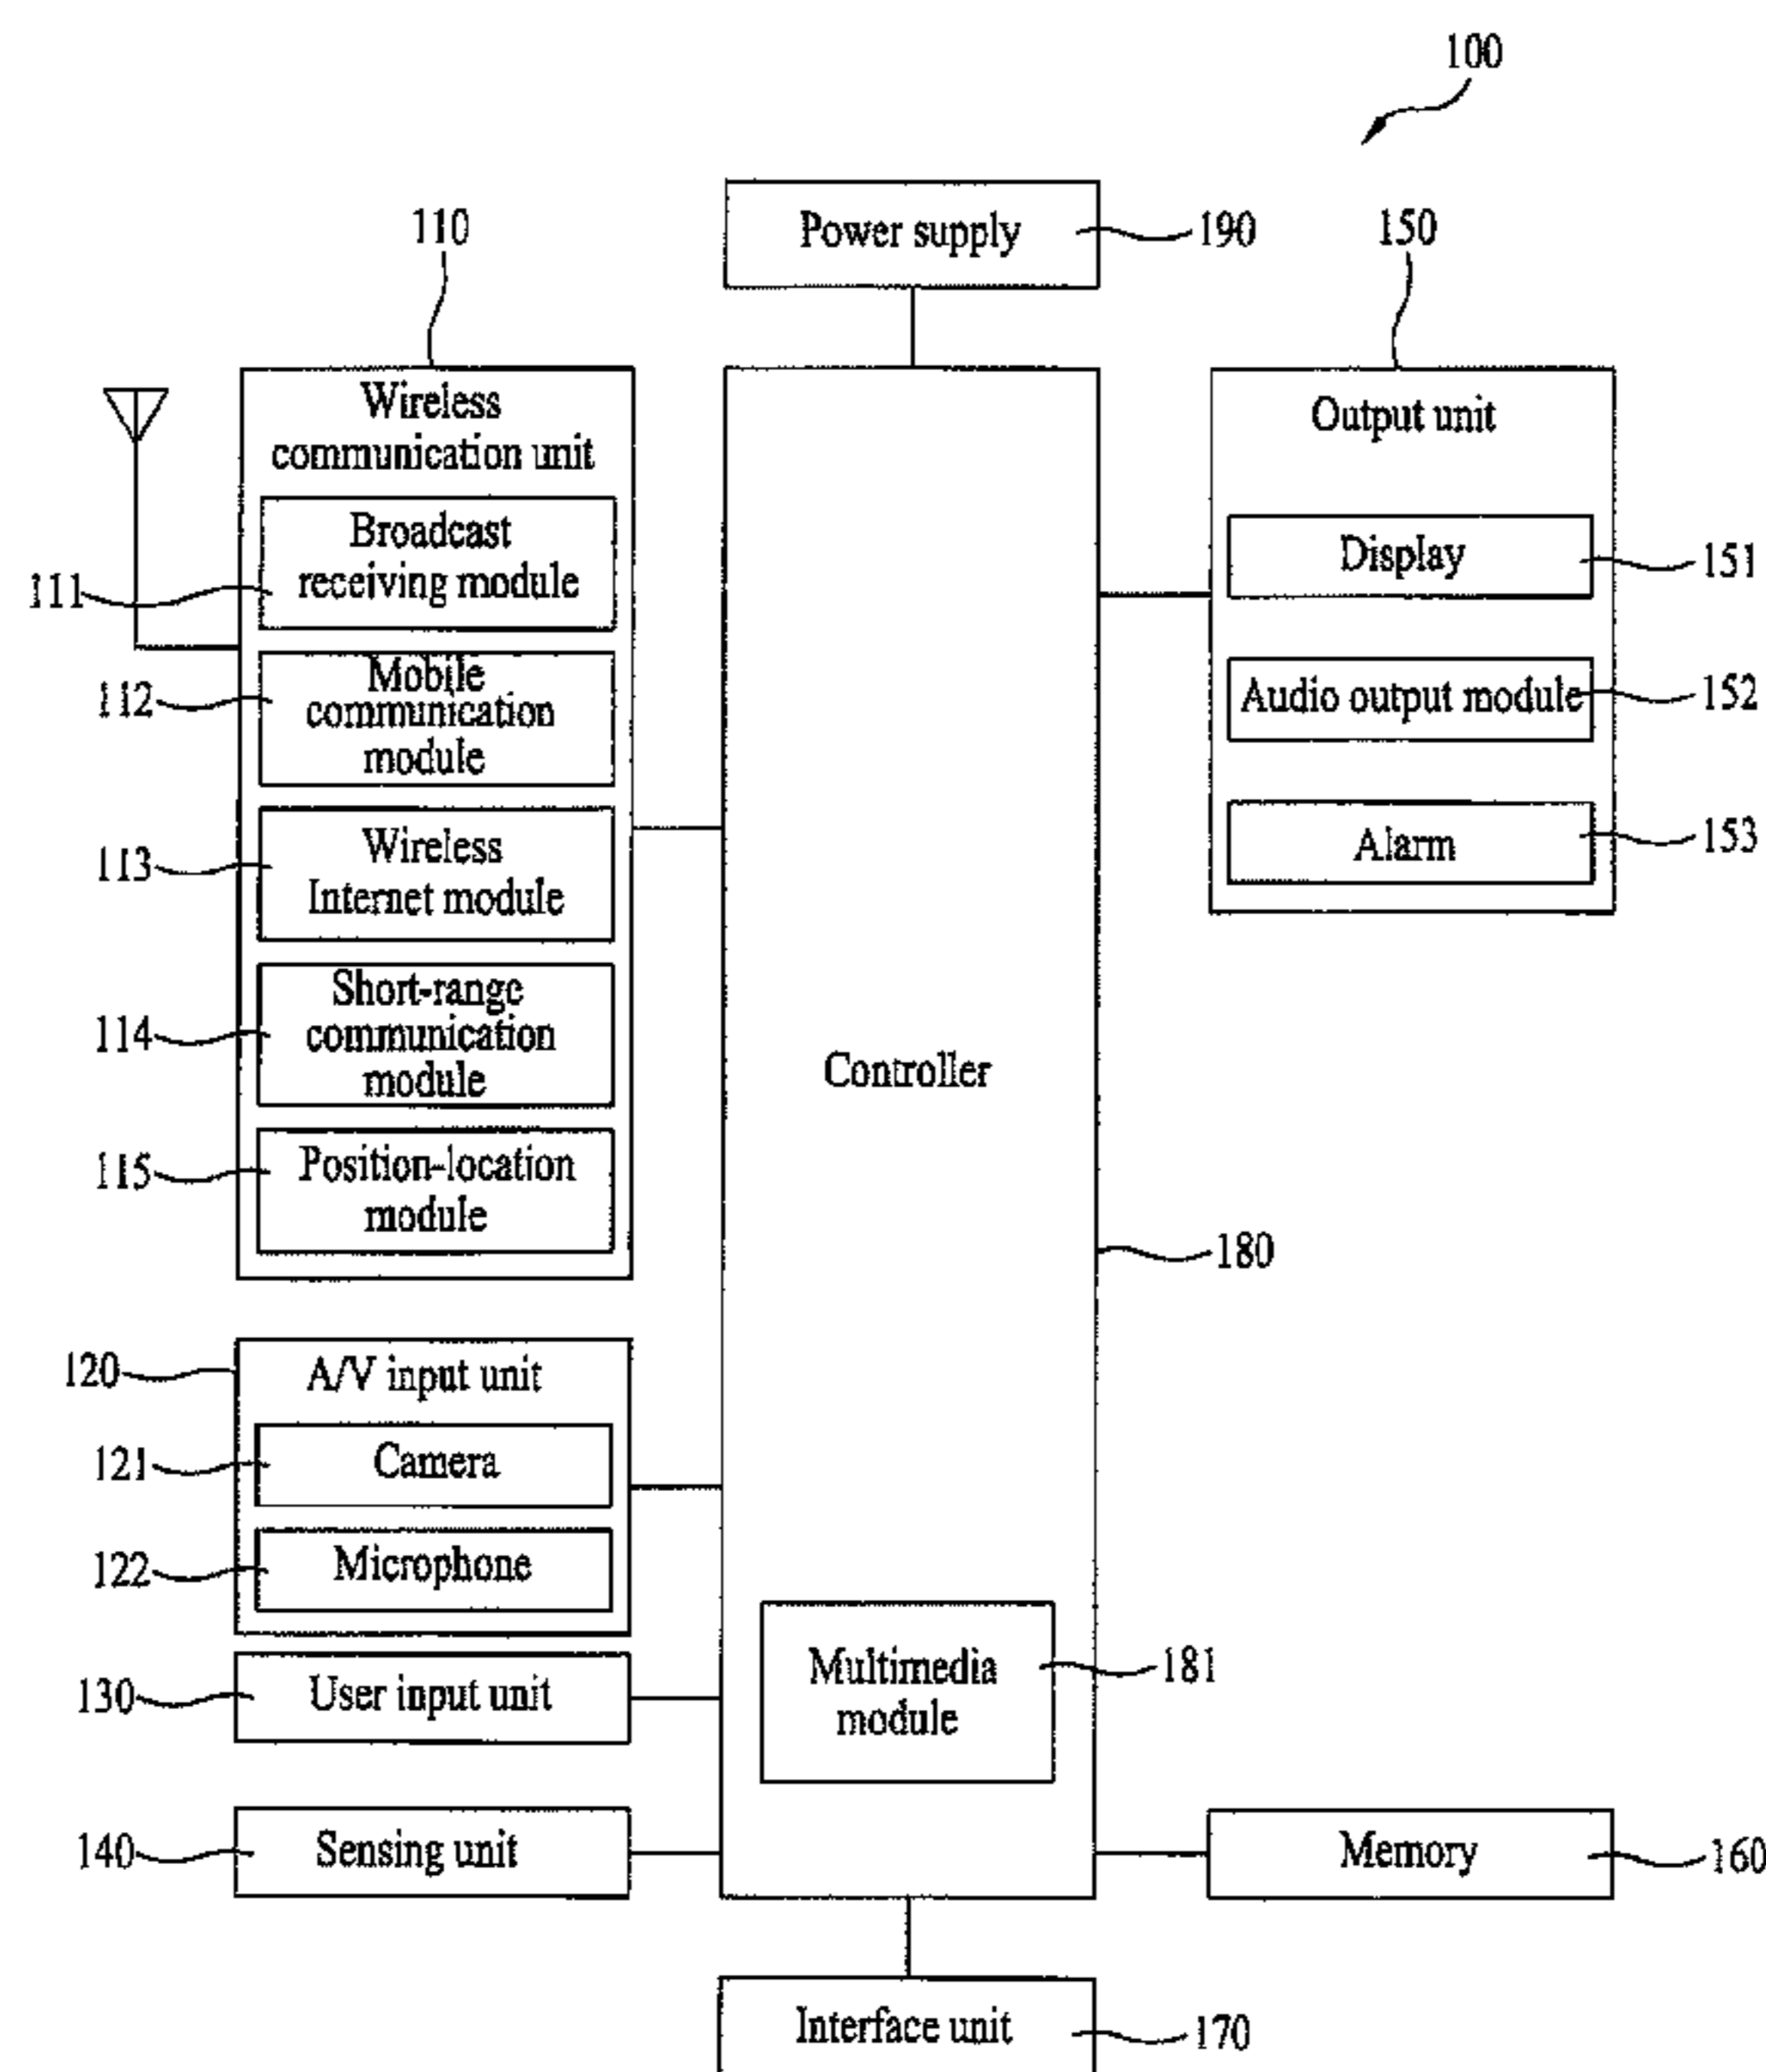 100
Power supply
190
110
150
Wireless
communication unit
Broadcast
receiving module
111
Mobile
communication
module
112
Wireless
Internet module
113
Short-range
communication
module
114
Position-location
module
115
Output unit
Display
151
Audio output module
152
Alarm
153
Controller
180
120
A/V input unit
121
Camera
122
Microphone
130
User input unit
Multimedia
module
181
140
Sensing unit
Memory
160
Interface unit
170